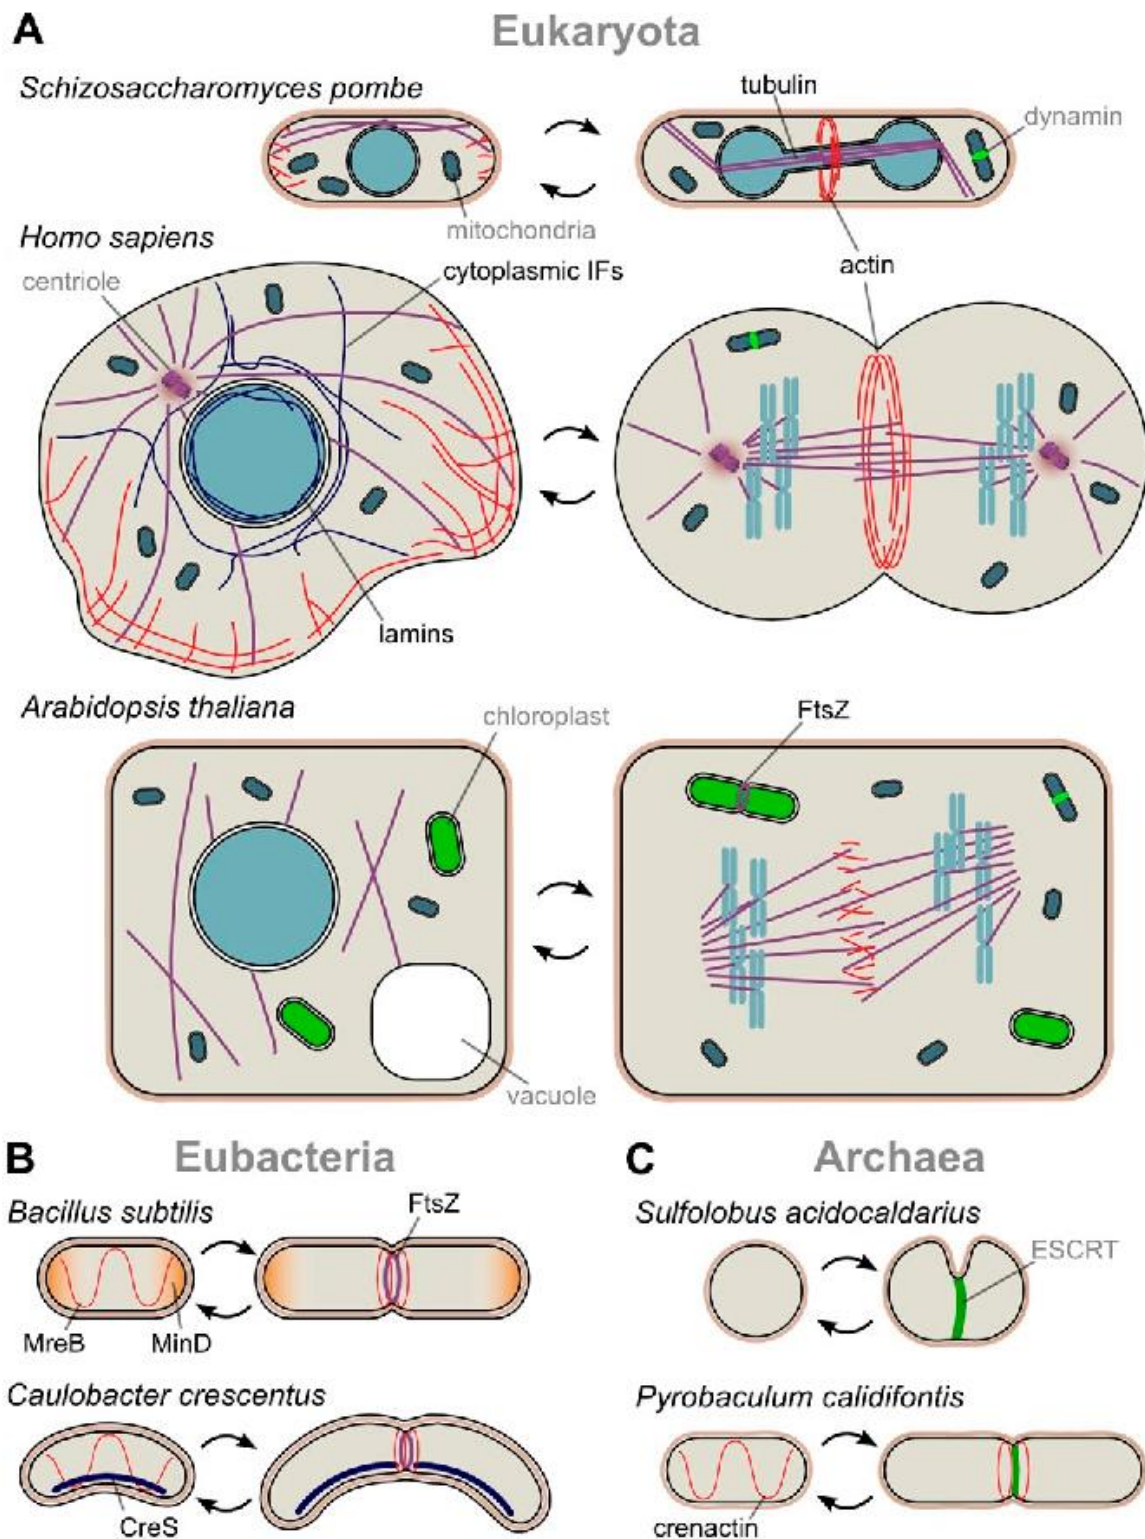 A
Eukaryota
Schizosaccharomyces pombe
tubulin
dynamin
mitochondria
Homo sapiens
actin
centriole
cytoplasmic IFs
lamins
Arabidopsis thaliana
chloroplast
FtsZ
vacuole
B
Eubacteria
Bacillus subtilis
FtsZ
MreB
MinD
Caulobacter crescentus
CreS
C
Archaea
Sulfolobus acidocaldarius
ESCRT
Pyrobaculum calidifontis
crenactin